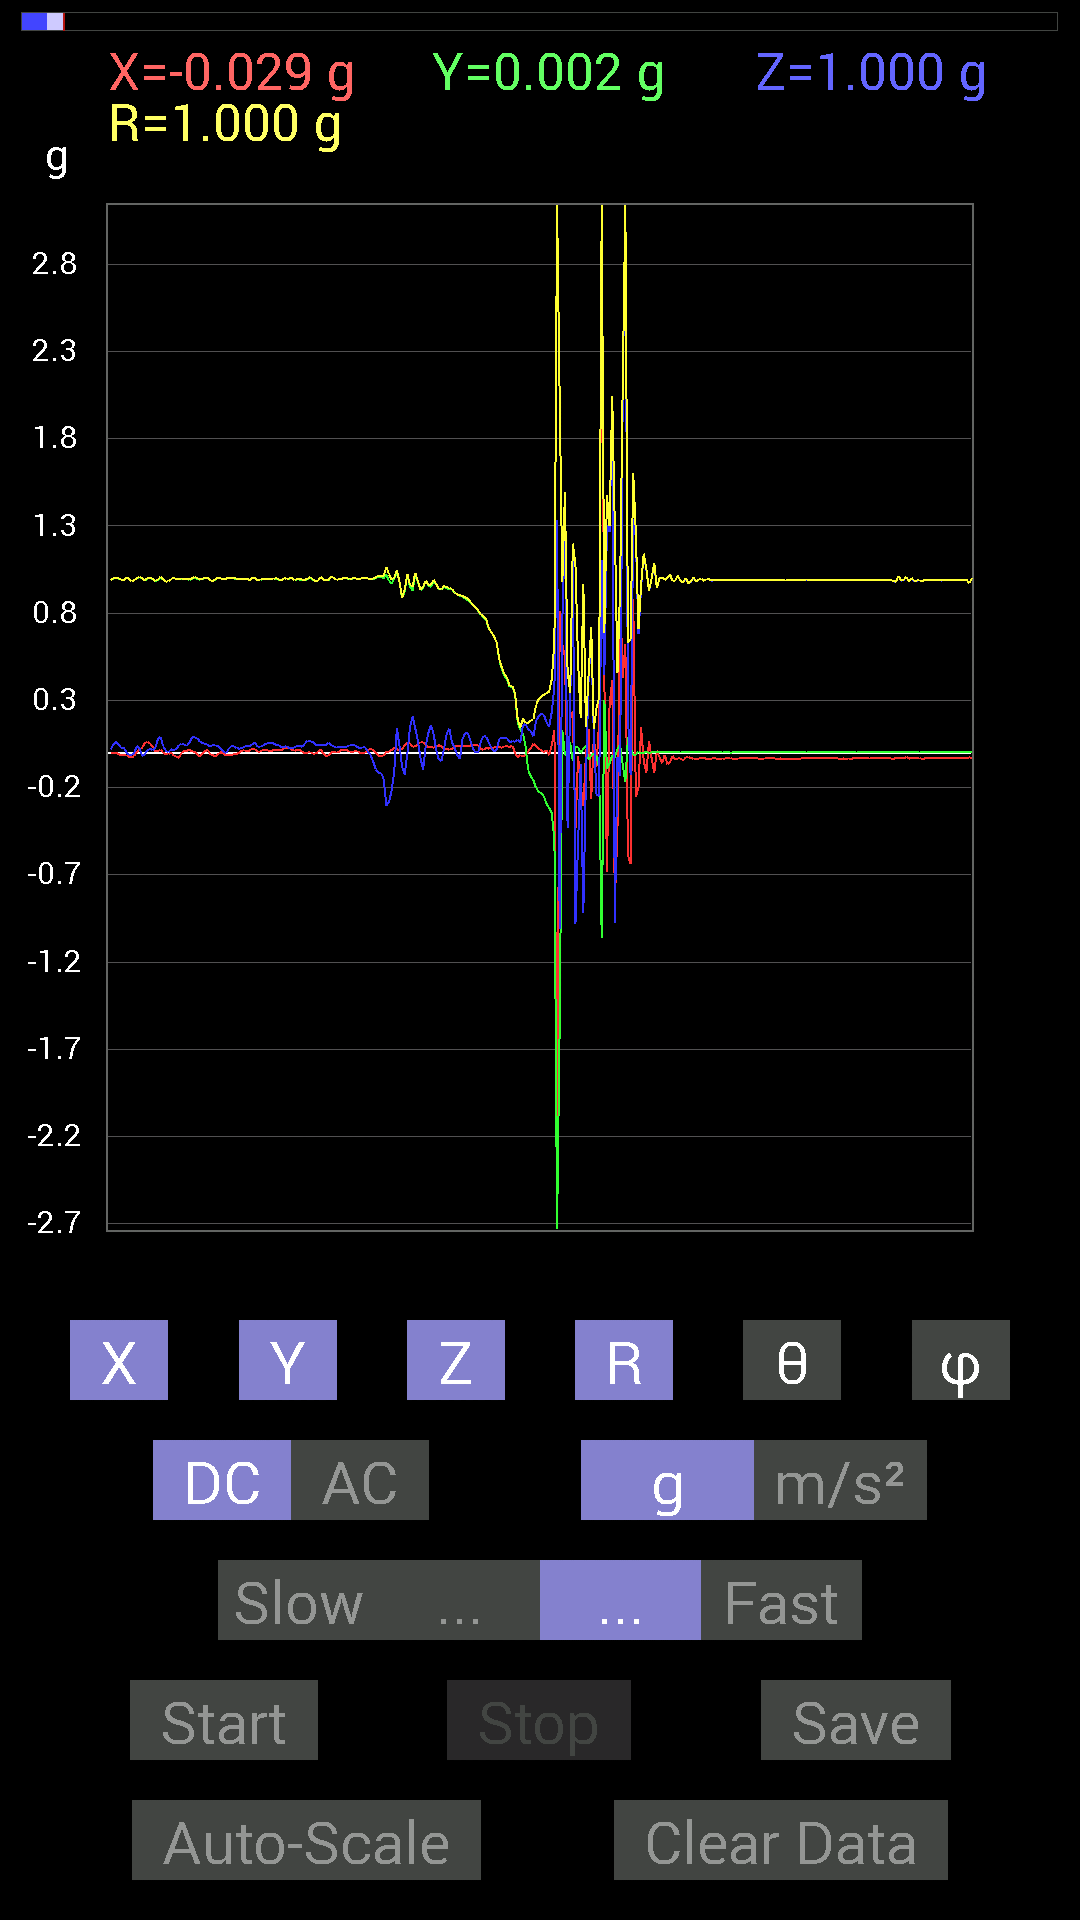 X=-0.029 g Y=0.002 g Z=1.000 g
R=1.000 g
g
2.8
2.3
1.8
1.3
0.8
0.3
-0.2
-0.7
-1.2
-1.7
-2.2
-2.7
X Y Z R θ φ
DC AC g m/s²
Slow ... ... Fast
Start Stop Save
Auto-Scale Clear Data